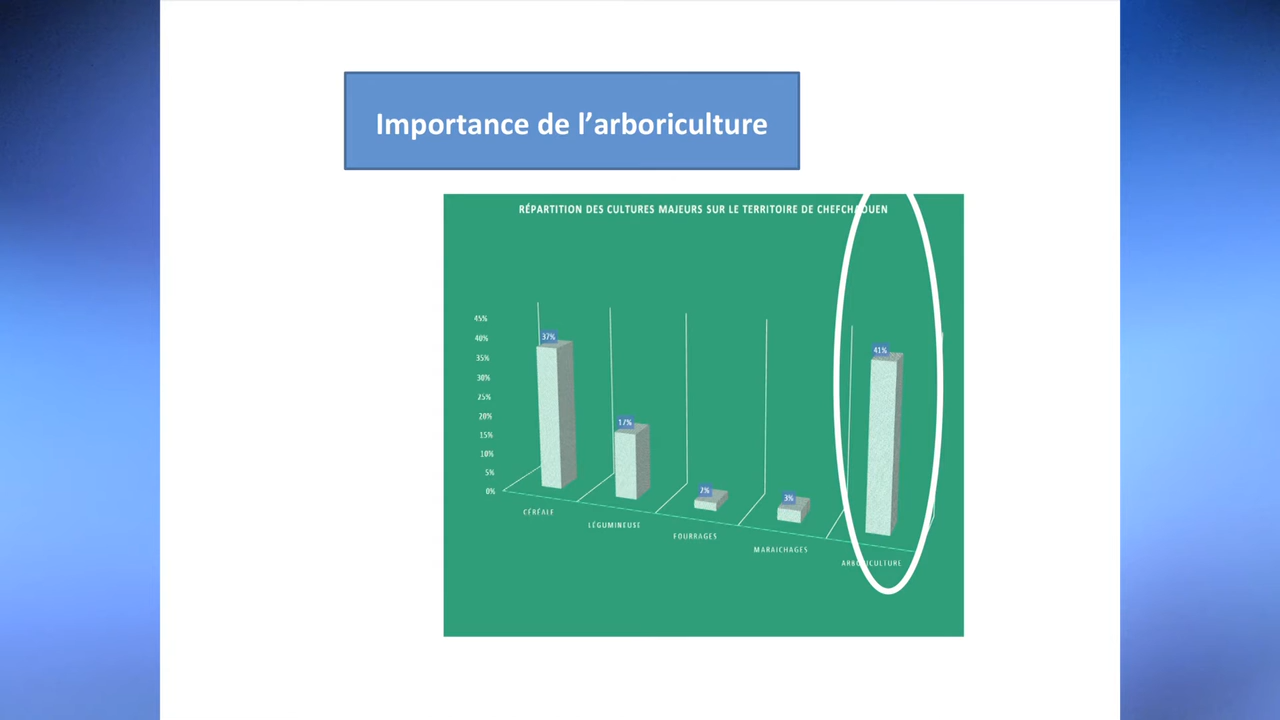 Importance de l’arboriculture
RÉPARTITION DES CULTURES MAJEURS SUR LE TERRITOIRE DE CHEFCHAOUEN
45%
40%
35%
30%
25%
20%
15%
10%
5%
0%
37%
17%
7%
3%
41%
CÉRÉALE
LÉGUMINEUSE
FOURRAGES
MARAICHAGES
ARBORICULTURE